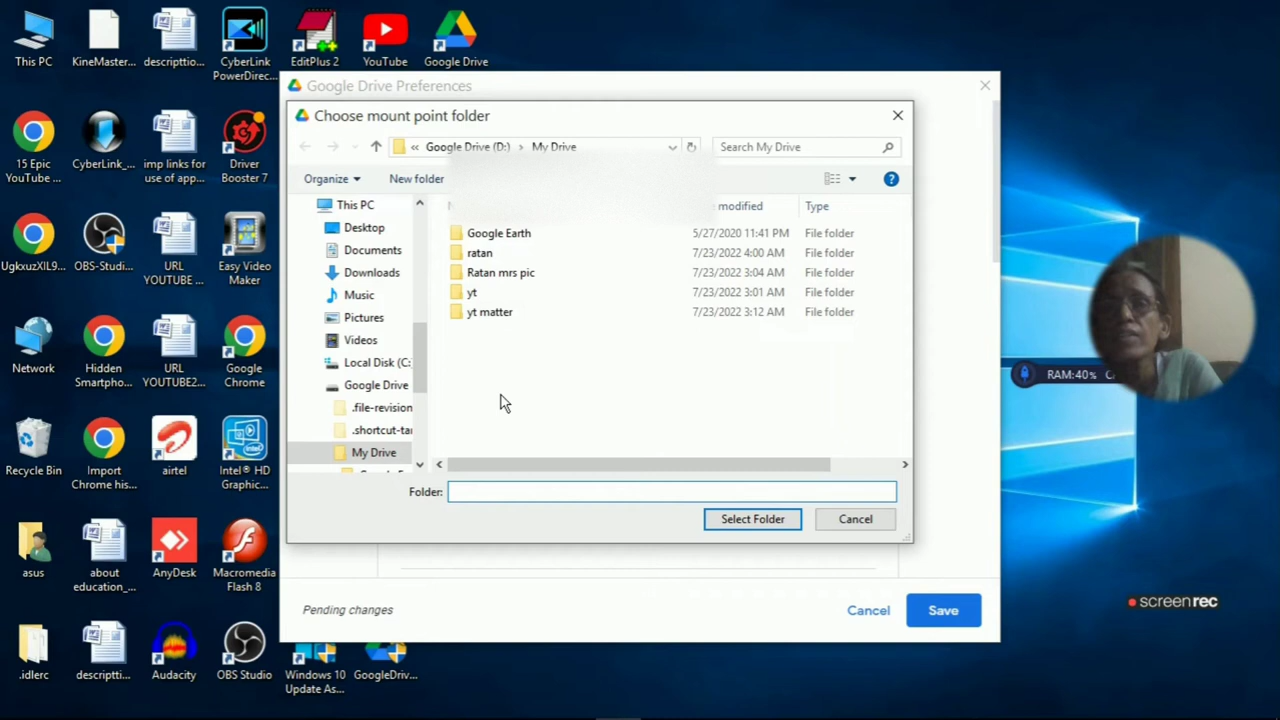 This PC
KineMaster...
descripttio...
CyberLink PowerDirec...
EditPlus 2
YouTube
Google Drive
15 Epic YouTube ...
CyberLink_...
imp links for use of app...
Driver Booster 7
UgkxuzXIL9...
OBS-Studi...
URL YOUTUBE ...
Easy Video Maker
Network
Hidden Smartpho...
URL YOUTUBE2...
Google Chrome
Recycle Bin
Import Chrome his...
airtel
Intel® HD Graphic...
asus
about education_...
AnyDesk
Macromedia Flash 8
.idlerc
descriptti...
Audacity
OBS Studio
Windows 10 Update As...
GoogleDriv...
Google Drive Preferences
Choose mount point folder
« Google Drive (D:) › My Drive
Search My Drive
Organize
New folder
This PC
Desktop
Documents
Downloads
Music
Pictures
Videos
Local Disk (C:
Google Drive
.file-revision
.shortcut-tar
My Drive
modified
Type
Google Earth 5/27/2020 11:41 PM File folder
ratan 7/23/2022 4:00 AM File folder
Ratan mrs pic 7/23/2022 3:04 AM File folder
yt 7/23/2022 3:01 AM File folder
yt matter 7/23/2022 3:12 AM File folder
Folder:
Select Folder
Cancel
Pending changes
Cancel
Save
RAM:40%
screenrec